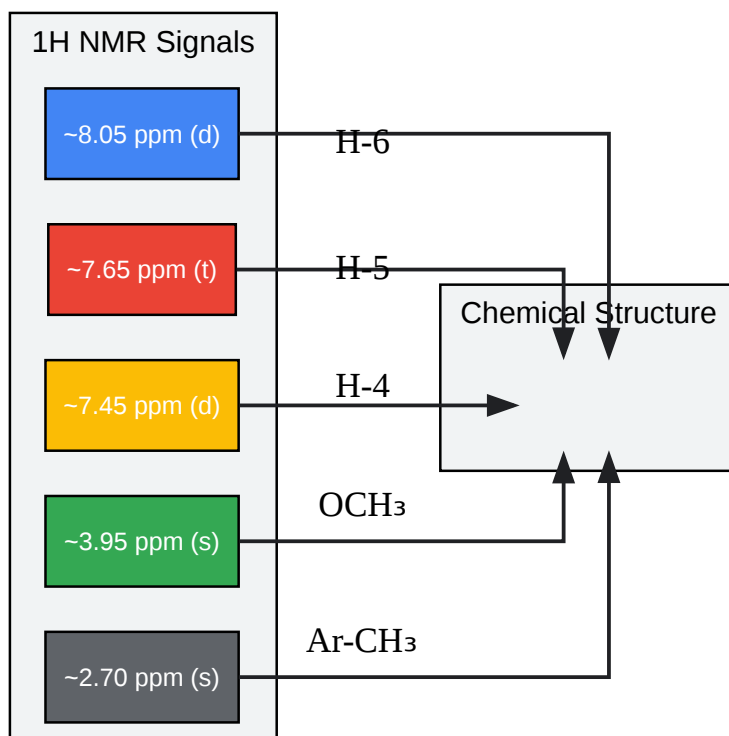 1H NMR Signals
~8.05 ppm (d)
H-6
~7.65 ppm (t)
H-5
Chemical Structure
~7.45 ppm (d)
H-4
~3.95 ppm (s)
OCH₃
~2.70 ppm (s)
Ar-CH₃